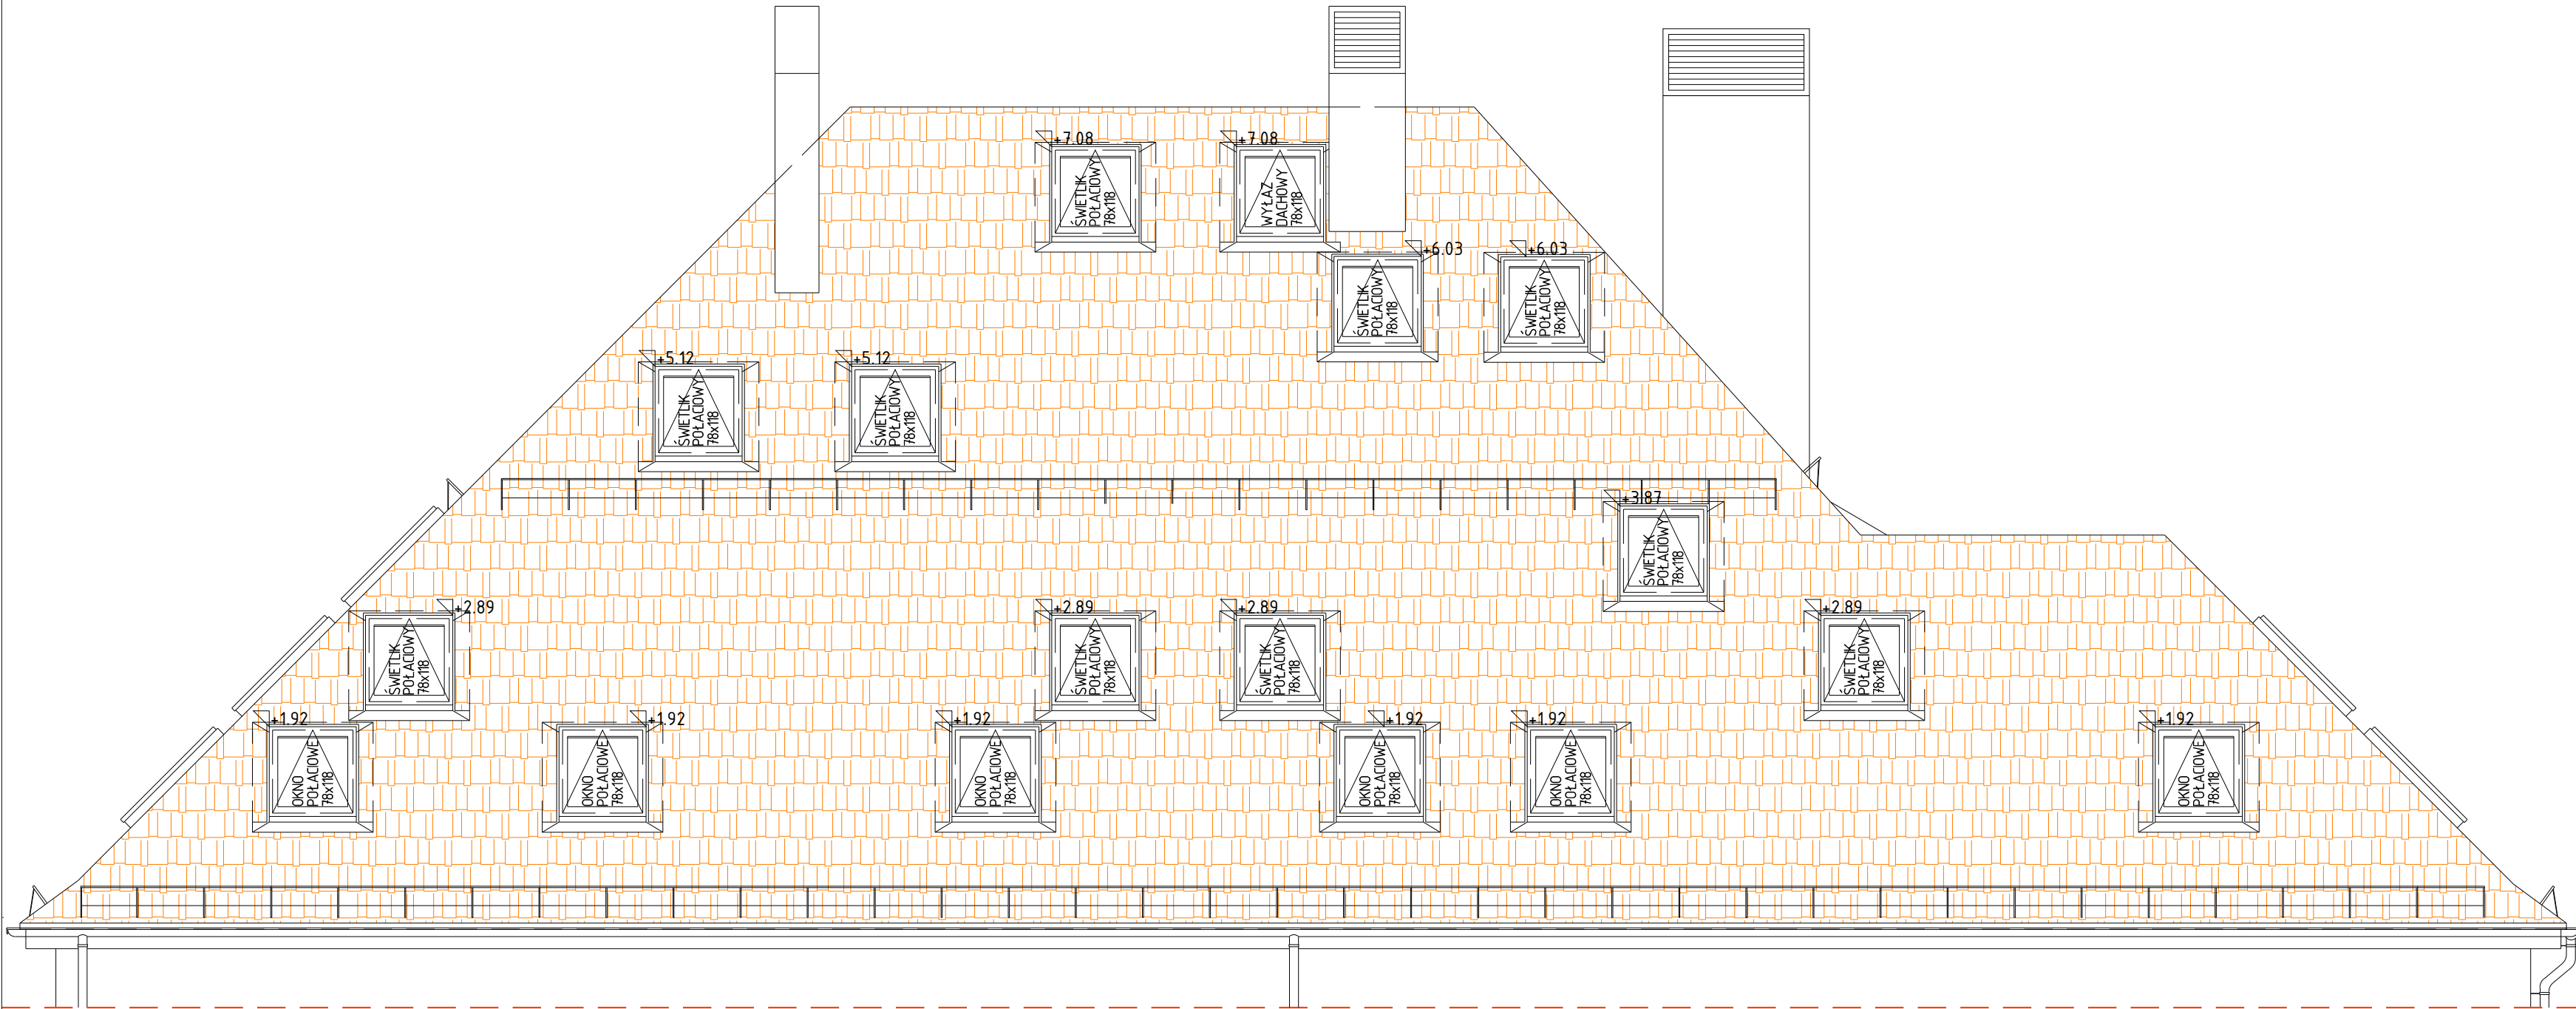 +7.08
ŚWIETLIK
POŁACIOWY
78x118
+7.08
WYŁAZ
DACHOWY
78x118
+6.03
ŚWIETLIK
POŁACIOWY
78x118
+6.03
ŚWIETLIK
POŁACIOWY
78x118
+5.12
ŚWIETLIK
POŁACIOWY
78x118
+5.12
ŚWIETLIK
POŁACIOWY
78x118
+3.87
ŚWIETLIK
POŁACIOWY
78x118
+2.89
ŚWIETLIK
POŁACIOWY
78x118
+2.89
ŚWIETLIK
POŁACIOWY
78x118
+2.89
ŚWIETLIK
POŁACIOWY
78x118
+2.89
ŚWIETLIK
POŁACIOWY
78x118
+1.92
OKNO
POŁACIOWE
78x118
+1.92
OKNO
POŁACIOWE
78x118
+1.92
OKNO
POŁACIOWE
78x118
+1.92
OKNO
POŁACIOWE
78x118
+1.92
OKNO
POŁACIOWE
78x118
+1.92
OKNO
POŁACIOWE
78x118